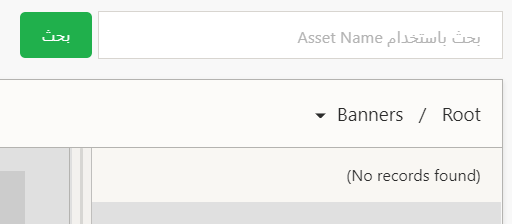 بحث باستخدام Asset Name
بحث
Root / Banners
(No records found)